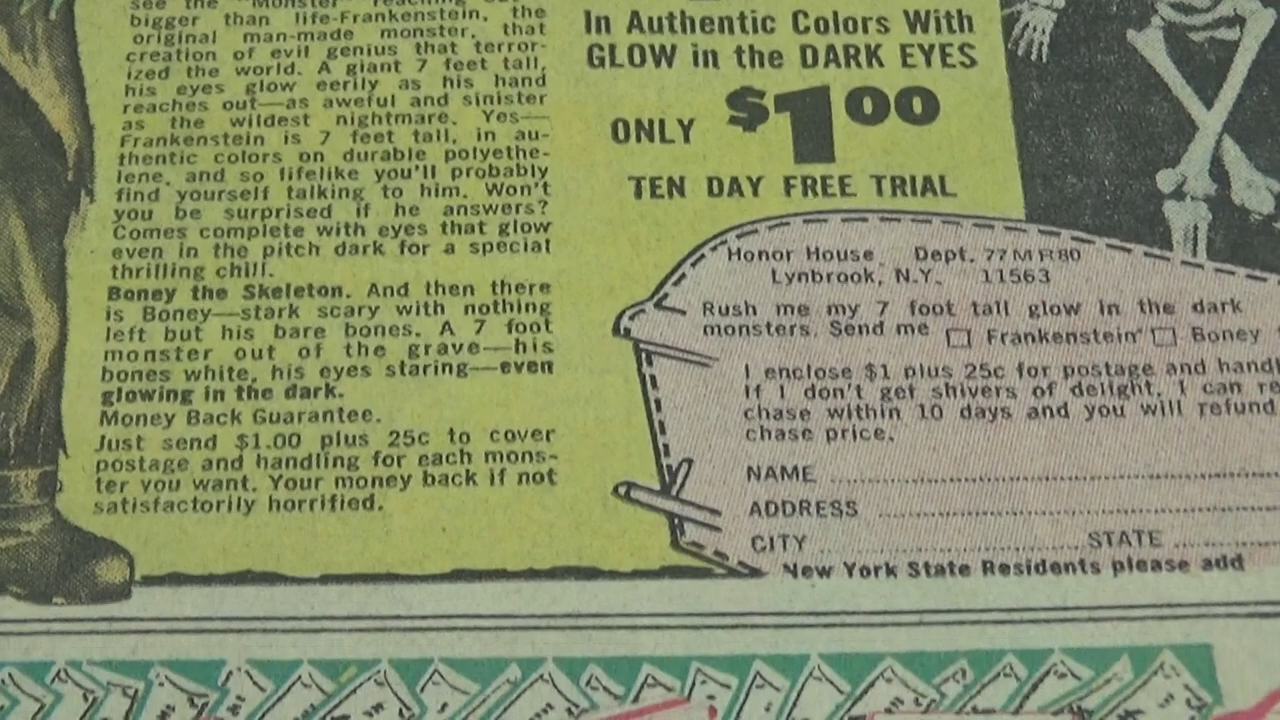 see the "Monster"
bigger than life-Frankenstein, the
original man-made monster, that
creation of evil genius that terror-
ized the world. A giant 7 feet tall,
his eyes glow eerily as his hand
reaches out—as aweful and sinister
as the wildest nightmare. Yes—
Frankenstein is 7 feet tall, in au-
thentic colors on durable polyethe-
lene, and so lifelike you'll probably
find yourself talking to him. Won't
you be surprised if he answers?
Comes complete with eyes that glow
even in the pitch dark for a special
thrilling chill.
Boney the Skeleton. And then there
is Boney—stark scary with nothing
left but his bare bones. A 7 foot
monster out of the grave—his
bones white, his eyes staring—even
glowing in the dark.
Money Back Guarantee.
Just send $1.00 plus 25c to cover
postage and handling for each mons-
ter you want. Your money back if not
satisfactorily horrified.
In Authentic Colors With
GLOW in the DARK EYES
ONLY $1.00
TEN DAY FREE TRIAL
Honor House Dept. 77MR80
Lynbrook, N.Y. 11563
Rush me my 7 foot tall glow in the dark
monsters. Send me □ Frankenstein □ Boney
I enclose $1 plus 25c for postage and handl
If I don't get shivers of delight, I can re
chase within 10 days and you will refund
chase price.
NAME
ADDRESS
CITY STATE
New York State Residents please add